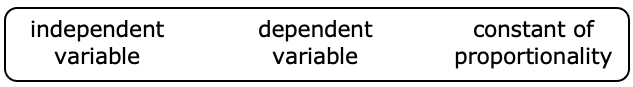 independent variable
dependent variable
constant of proportionality